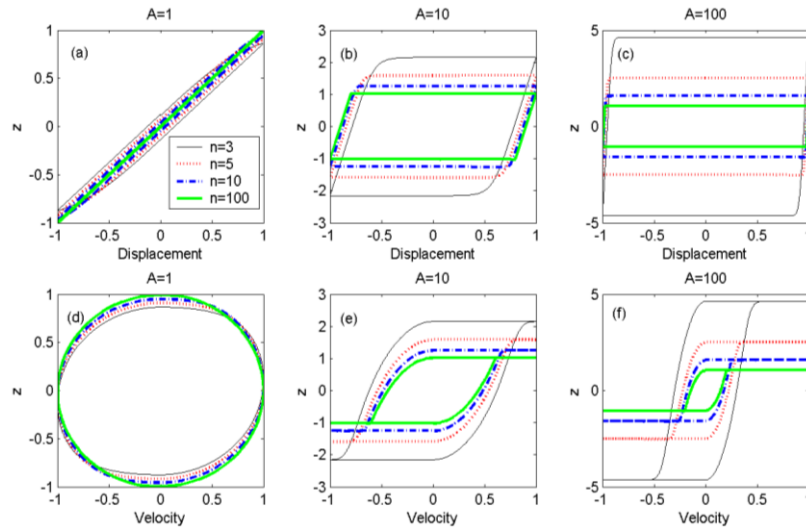 A=1
A=10
A=100
(a)
(b)
(c)
z
1
0.5
0
-0.5
-1
n=3
n=5
n=10
n=100
-1 -0.5 0 0.5 1
Displacement
z
3
2
1
0
-1
-2
-3
-1 -0.5 0 0.5 1
Displacement
z
5
0
-5
-1 -0.5 0 0.5 1
Displacement
A=1
A=10
A=100
(d)
(e)
(f)
z
1
0.5
0
-0.5
-1
-1 -0.5 0 0.5 1
Velocity
z
3
2
1
0
-1
-2
-3
-1 -0.5 0 0.5 1
Velocity
z
5
0
-5
-1 -0.5 0 0.5 1
Velocity